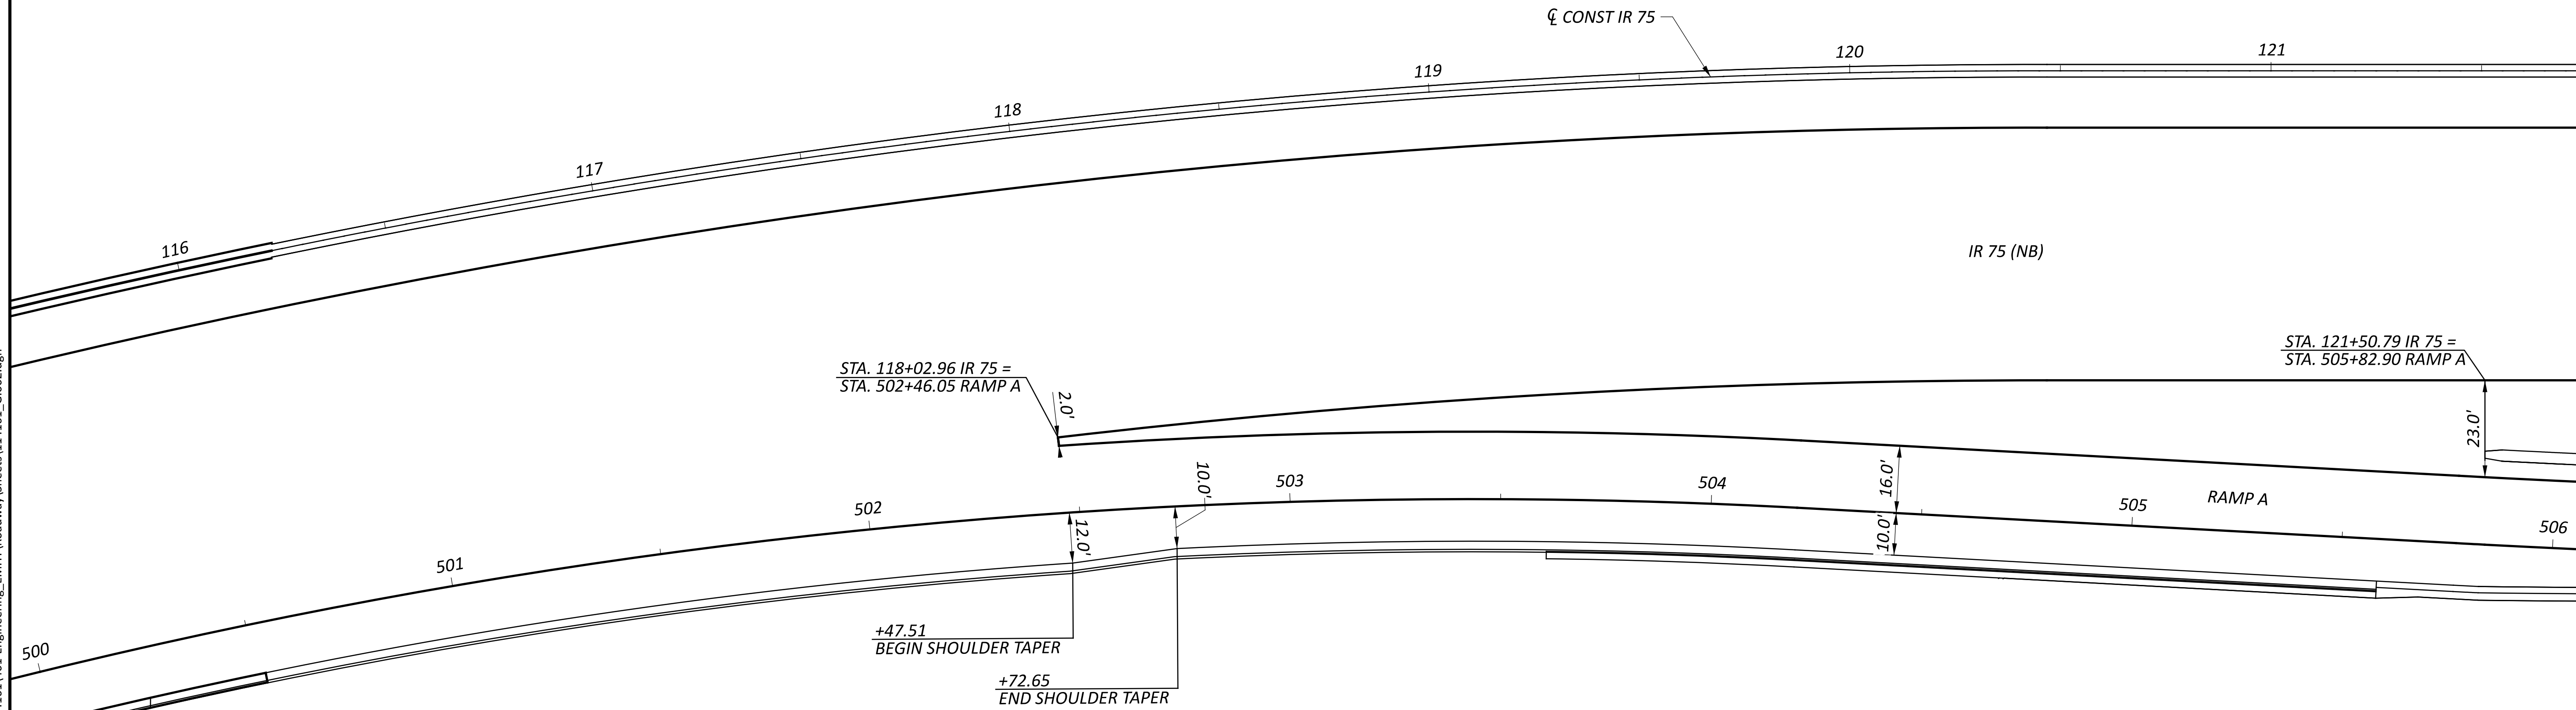 ℄ CONST IR 75
116
117
118
119
120
121
IR 75 (NB)
STA. 118+02.96 IR 75 =
STA. 502+46.05 RAMP A
2.0'
STA. 121+50.79 IR 75 =
STA. 505+82.90 RAMP A
23.0'
500
501
502
503
504
505
506
12.0'
10.0'
16.0'
10.0'
RAMP A
+47.51
BEGIN SHOULDER TAPER
+72.65
END SHOULDER TAPER